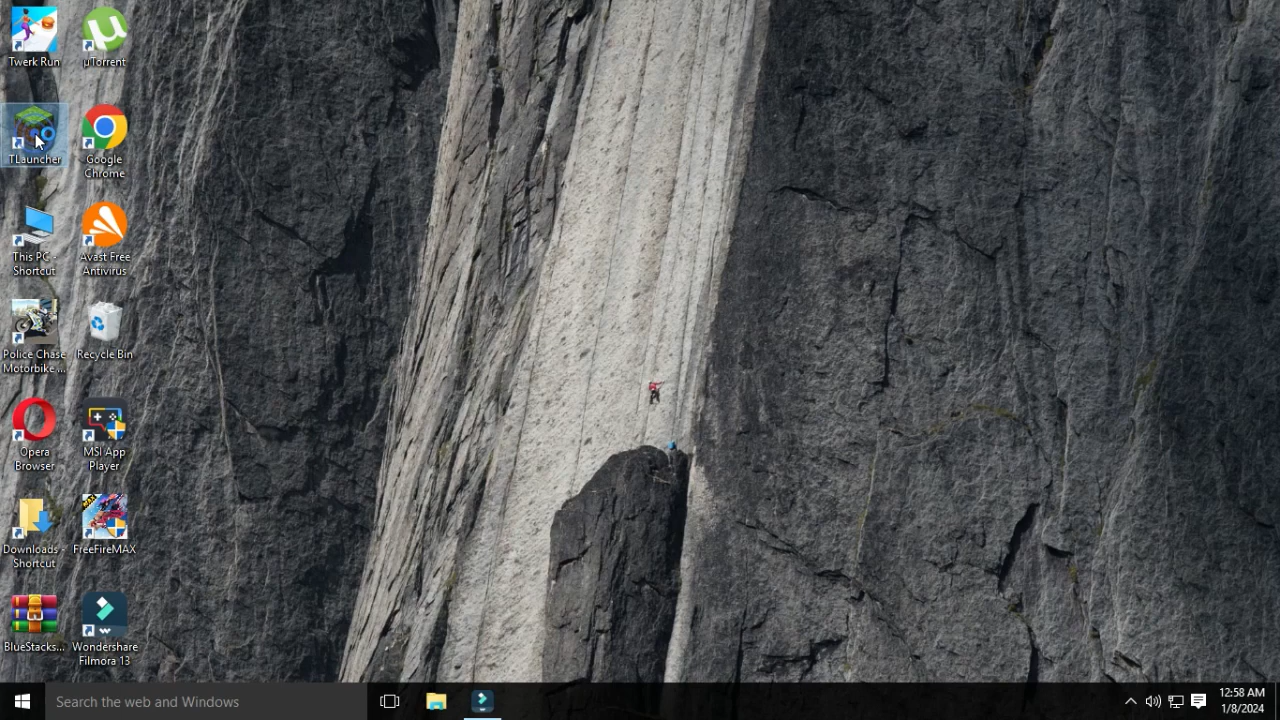 Twerk Run
µTorrent
TLauncher
Google
Chrome
This PC -
Shortcut
Avast Free
Antivirus
Police Chase
Motorbike ...
Recycle Bin
Opera
Browser
MSI App
Player
Downloads -
Shortcut
MAX
FreeFireMAX
BlueStacks...
Wondershare
Filmora 13
Search the web and Windows
12:58 AM
1/8/2024